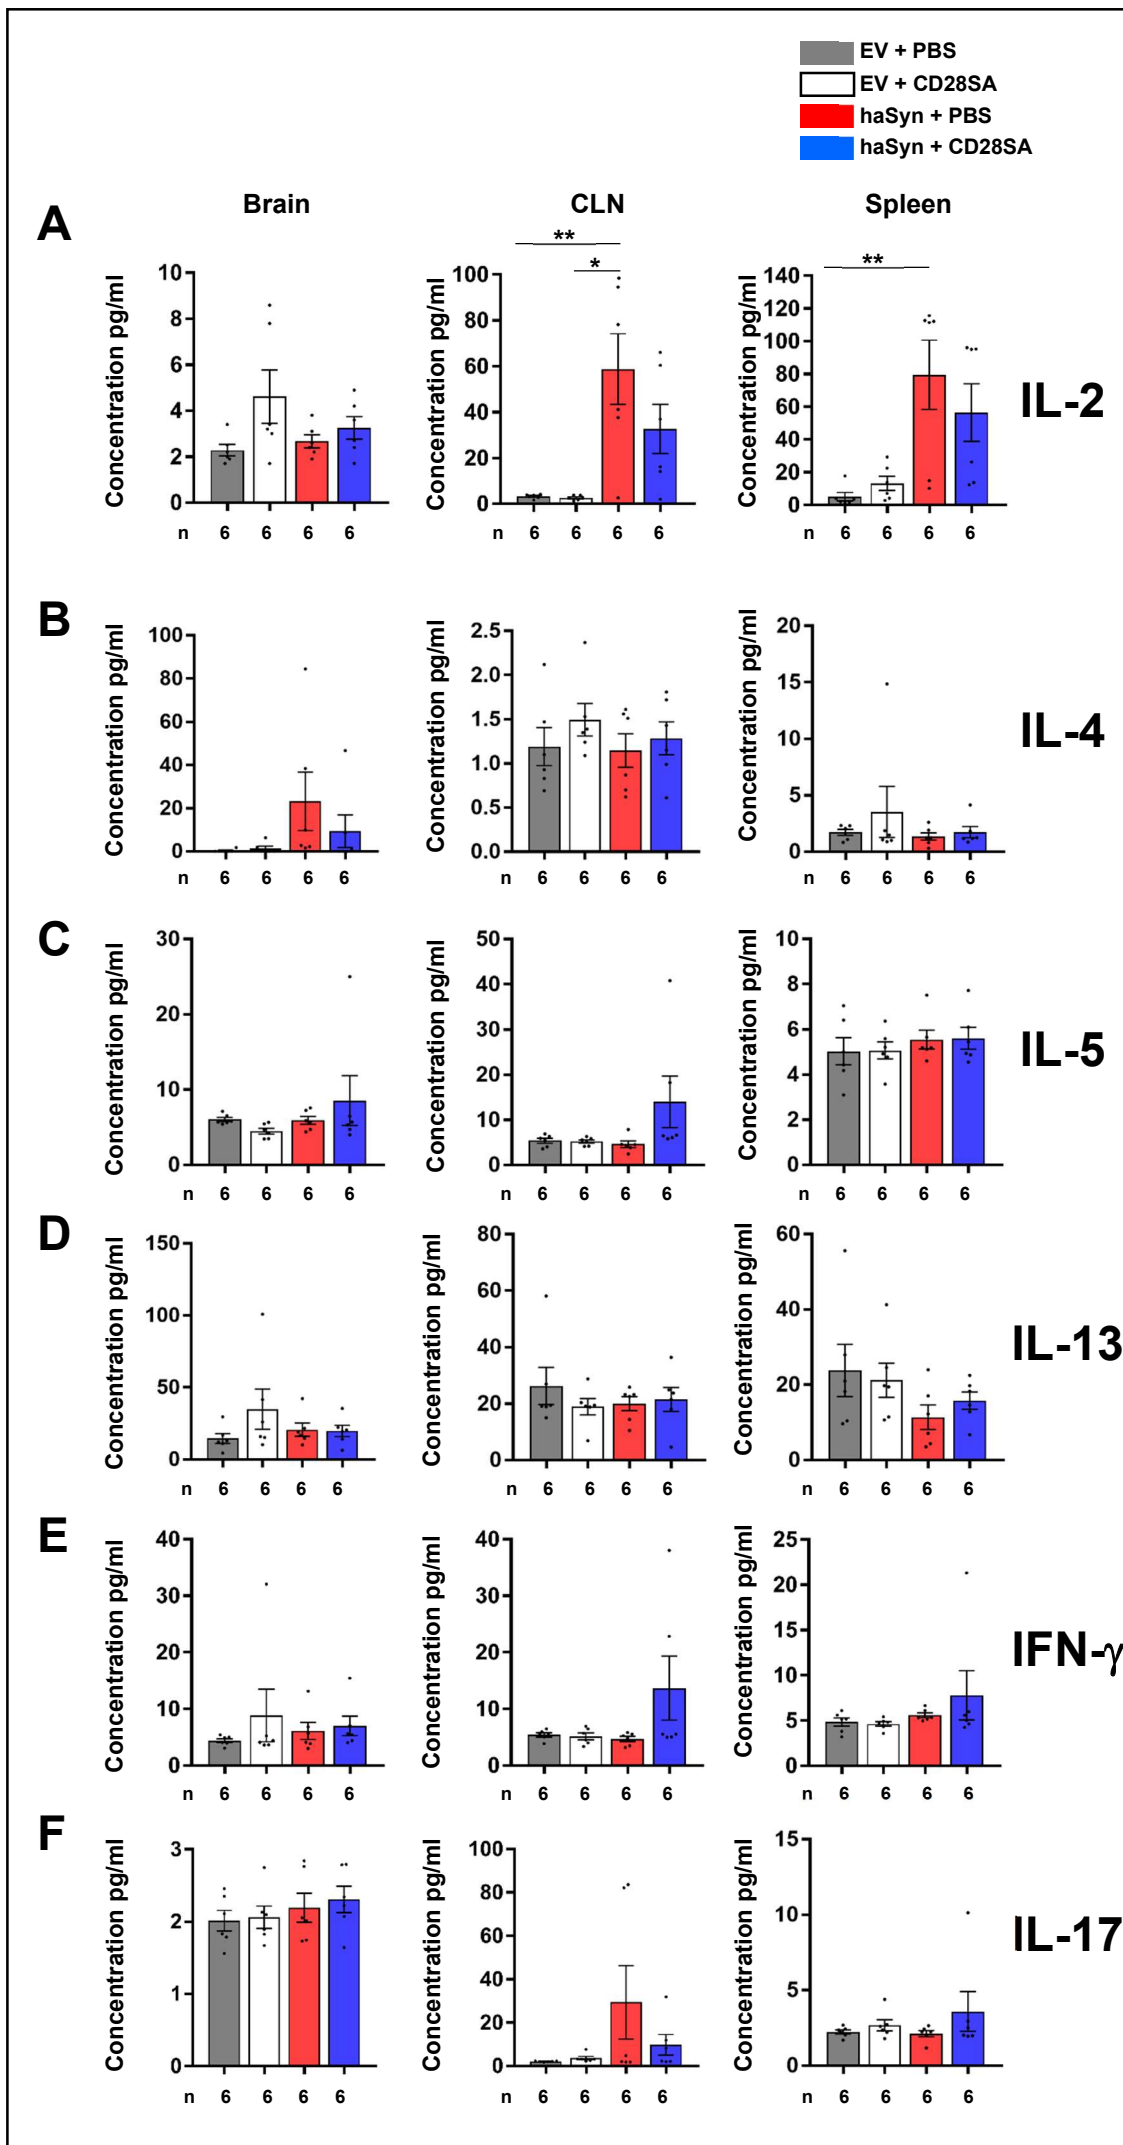 EV + PBS
EV + CD28SA
haSyn + PBS
haSyn + CD28SA
Brain CLN Spleen
A
** * **
Concentration pg/ml
10
8
6
4
2
0
n 6 6 6 6
Concentration pg/ml
100
80
60
40
20
0
n 6 6 6 6
Concentration pg/ml
140
120
100
80
60
40
20
0
n 6 6 6 6
IL-2
B
Concentration pg/ml
100
80
60
40
20
0
n 6 6 6 6
Concentration pg/ml
2.5
2.0
1.5
1.0
0.5
0.0
n 6 6 6 6
Concentration pg/ml
20
15
10
5
0
n 6 6 6 6
IL-4
C
Concentration pg/ml
30
20
10
0
n 6 6 6 6
Concentration pg/ml
50
40
30
20
10
0
n 6 6 6 6
Concentration pg/ml
10
8
6
4
2
0
n 6 6 6 6
IL-5
D
Concentration pg/ml
150
100
50
0
n 6 6 6 6
Concentration pg/ml
80
60
40
20
0
n 6 6 6 6
Concentration pg/ml
60
40
20
0
n 6 6 6 6
IL-13
E
Concentration pg/ml
40
30
20
10
0
n 6 6 6 6
Concentration pg/ml
40
30
20
10
0
n 6 6 6 6
Concentration pg/ml
25
20
15
10
5
0
n 6 6 6 6
IFN-γ
F
Concentration pg/ml
3
2
1
0
n 6 6 6 6
Concentration pg/ml
100
80
60
40
20
0
n 6 6 6 6
Concentration pg/ml
15
10
5
0
n 6 6 6 6
IL-17